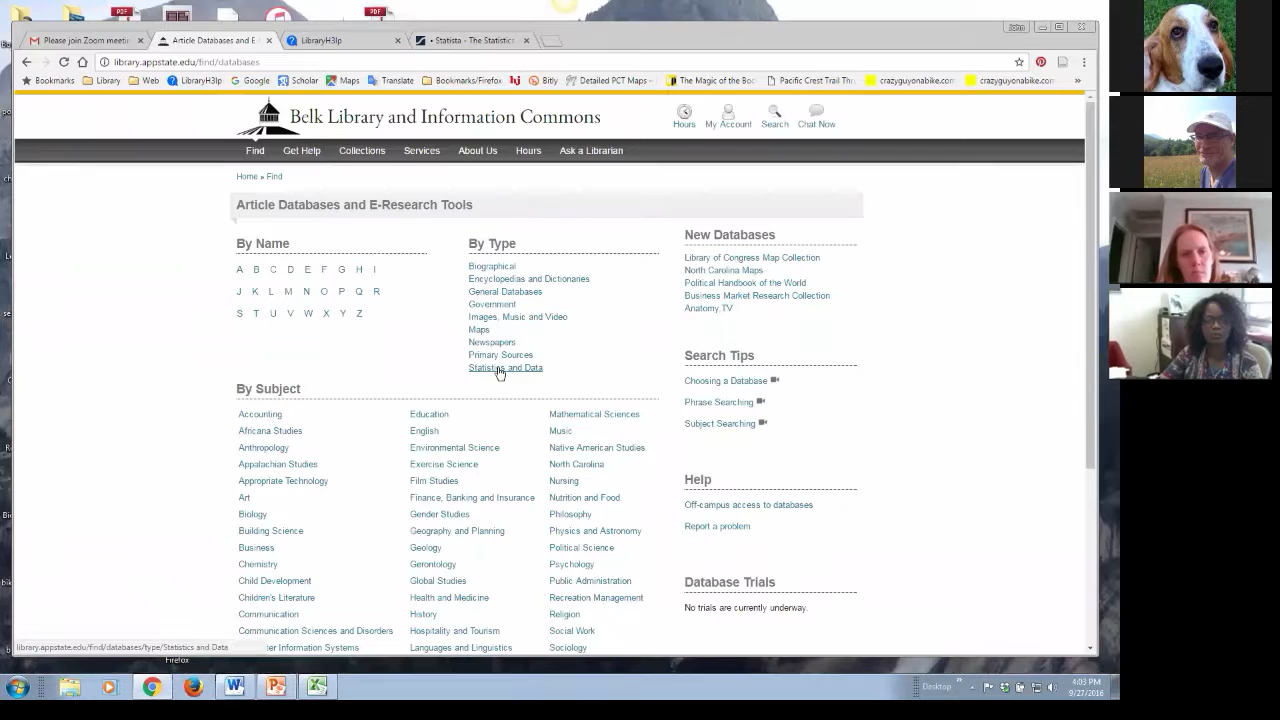 PDF
PDF
John
Please join Zoom meeti
Article Databases and E
LibraryH3lp
• Statista - The Statistics
library.appstate.edu/find/databases
Bookmarks
Library
Web
LibraryH3lp
Google
Scholar
Maps
Translate
Bookmarks/Firefox
Bitly
Detailed PCT Maps -
The Magic of the Boo
Pacific Crest Trail Thr
crazyguyonabike.com
crazyguyonabike.com
»
Belk Library and Information Commons
Hours
My Account
Search
Chat Now
Find
Get Help
Collections
Services
About Us
Hours
Ask a Librarian
Home » Find
Article Databases and E-Research Tools
By Name
A B C D E F G H I
J K L M N O P Q R
S T U V W X Y Z
By Type
Biographical
Encyclopedias and Dictionaries
General Databases
Government
Images, Music and Video
Maps
Newspapers
Primary Sources
Statistics and Data
New Databases
Library of Congress Map Collection
North Carolina Maps
Political Handbook of the World
Business Market Research Collection
Anatomy.TV
Search Tips
Choosing a Database
Phrase Searching
Subject Searching
Help
Off-campus access to databases
Report a problem
Database Trials
No trials are currently underway.
By Subject
Accounting
Africana Studies
Anthropology
Appalachian Studies
Appropriate Technology
Art
Biology
Building Science
Business
Chemistry
Child Development
Children's Literature
Communication
Communication Sciences and Disorders
ter Information Systems
Education
English
Environmental Science
Exercise Science
Film Studies
Finance, Banking and Insurance
Gender Studies
Geography and Planning
Geology
Gerontology
Global Studies
Health and Medicine
History
Hospitality and Tourism
Languages and Linguistics
Mathematical Sciences
Music
Native American Studies
North Carolina
Nursing
Nutrition and Food
Philosophy
Physics and Astronomy
Political Science
Psychology
Public Administration
Recreation Management
Religion
Social Work
Sociology
library.appstate.edu/find/databases/type/Statistics and Data
Firefox
Desktop
»
4:03 PM
9/27/2016